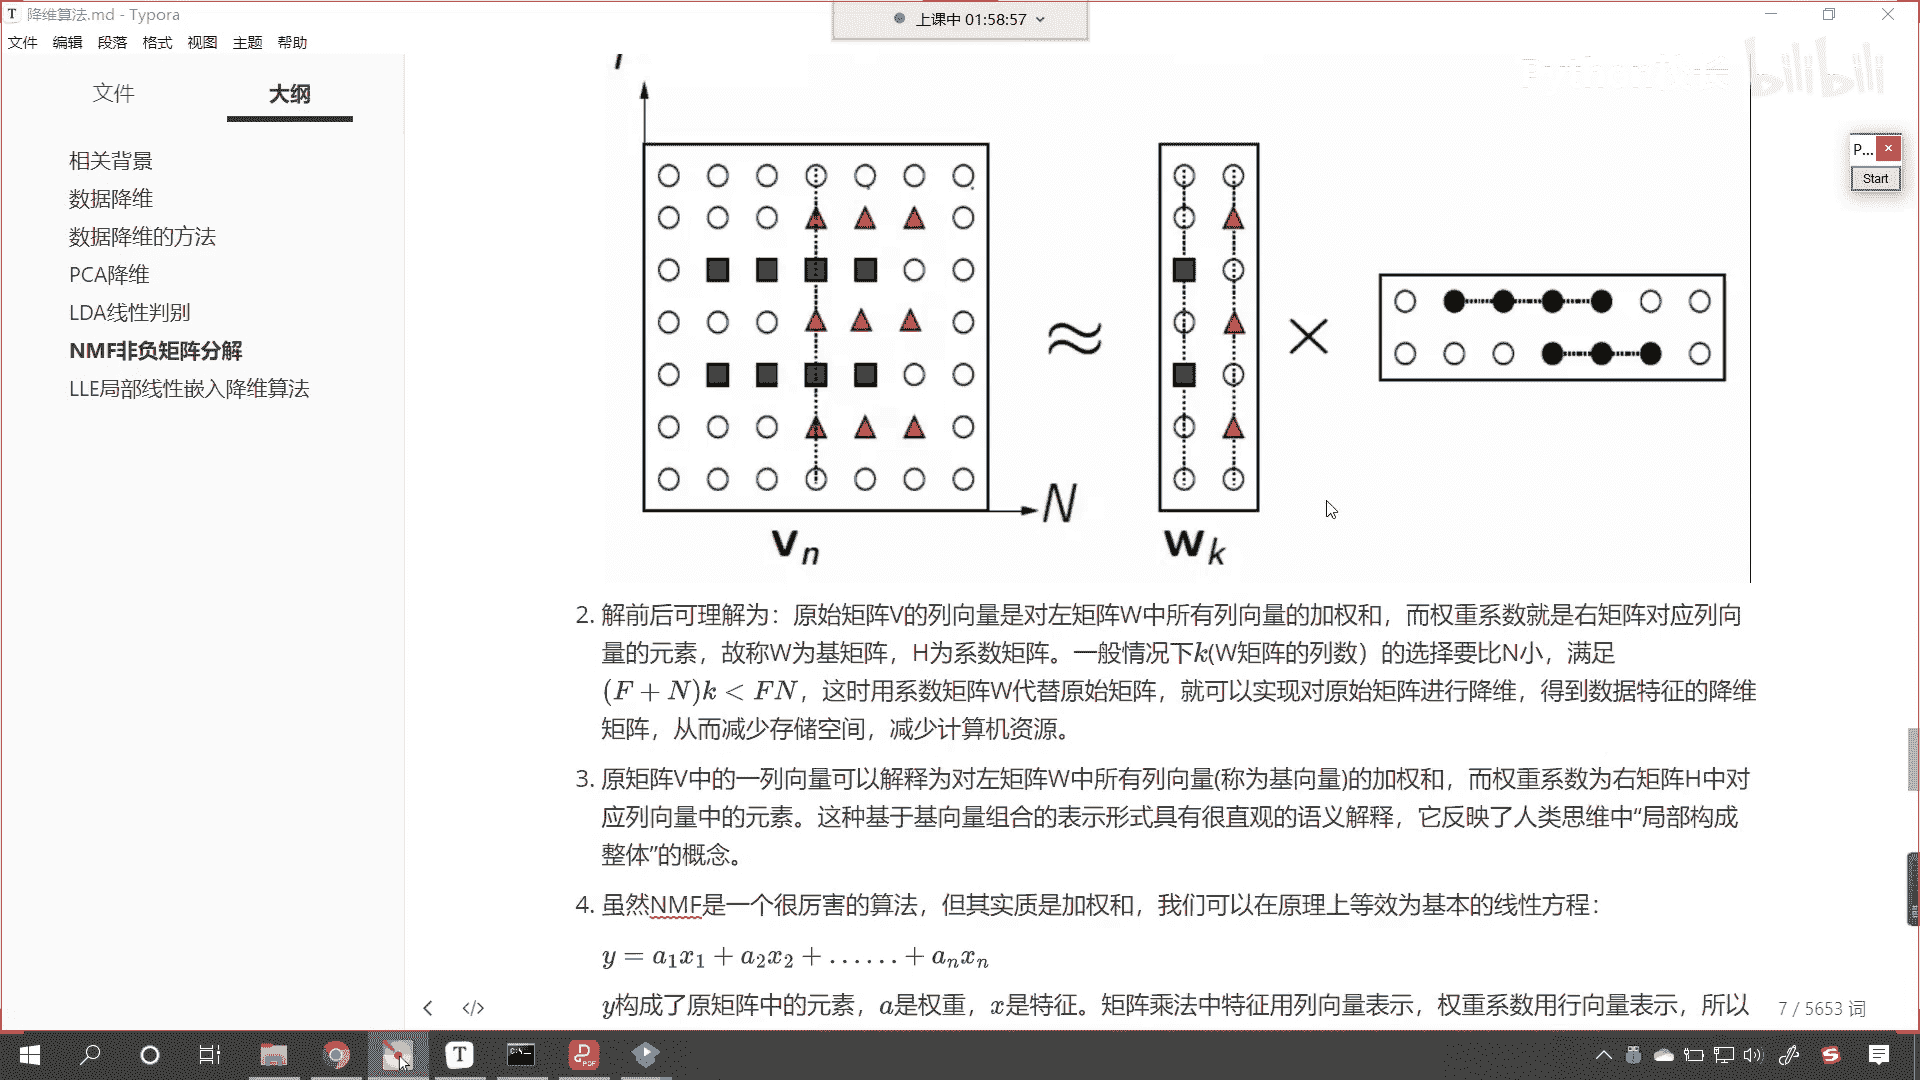 降维算法.md - Typora
上课中 01:58:57
文件 编辑 段落 格式 视图 主题 帮助
文件 大纲
相关背景
数据降维
数据降维的方法
PCA降维
LDA线性判别
NMF非负矩阵分解
LLE局部线性嵌入降维算法
bilibili
P...
Start
≈ ×
N
v_n w_k
2. 解前后可理解为：原始矩阵V的列向量是对左矩阵W中所有列向量的加权和，而权重系数就是右矩阵对应列向
量的元素，故称W为基矩阵，H为系数矩阵。一般情况下k(W矩阵的列数）的选择要比N小，满足
(F + N)k < FN，这时用系数矩阵W代替原始矩阵，就可以实现对原始矩阵进行降维，得到数据特征的降维
矩阵，从而减少存储空间，减少计算机资源。
3. 原矩阵V中的一列向量可以解释为对左矩阵W中所有列向量(称为基向量)的加权和，而权重系数为右矩阵H中对
应列向量中的元素。这种基于基向量组合的表示形式具有很直观的语义解释，它反映了人类思维中“局部构成
整体”的概念。
4. 虽然NMF是一个很厉害的算法，但其实质是加权和，我们可以在原理上等效为基本的线性方程：
y = a₁x₁ + a₂x₂ + ...... + aₙxₙ
y构成了原矩阵中的元素，a是权重，x是特征。矩阵乘法中特征用列向量表示，权重系数用行向量表示，所以
7 / 5653 词